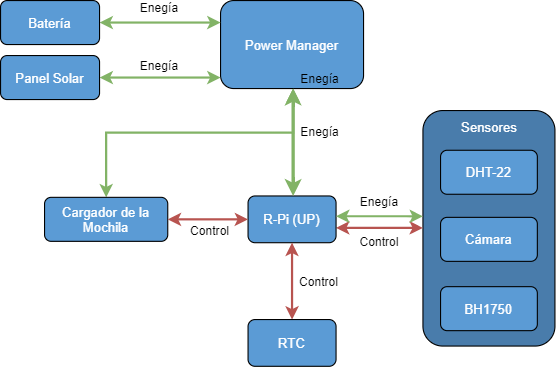 Batería
Enegía
Power Manager
Panel Solar
Enegía
Enegía
Enegía
Sensores
DHT-22
Cargador de la
Mochila
Control
R-Pi (UP)
Enegía
Control
Cámara
Control
BH1750
RTC